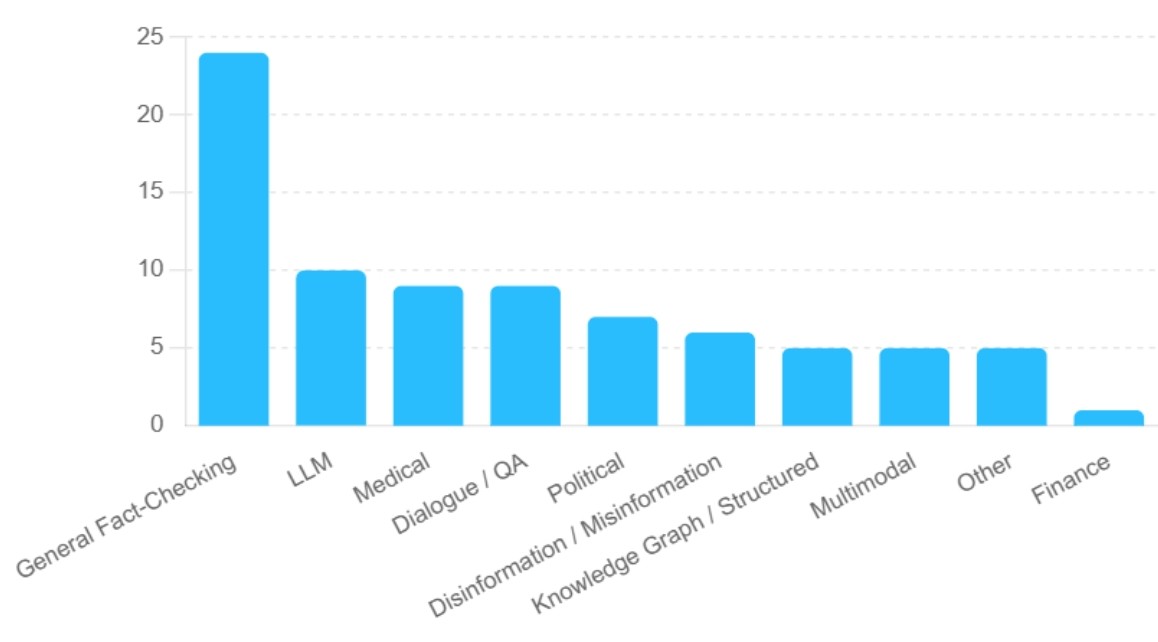 25
20
15
10
5
0
General Fact-Checking
LLM
Medical
Dialogue / QA
Political
Disinformation / Misinformation
Knowledge Graph / Structured
Multimodal
Other
Finance